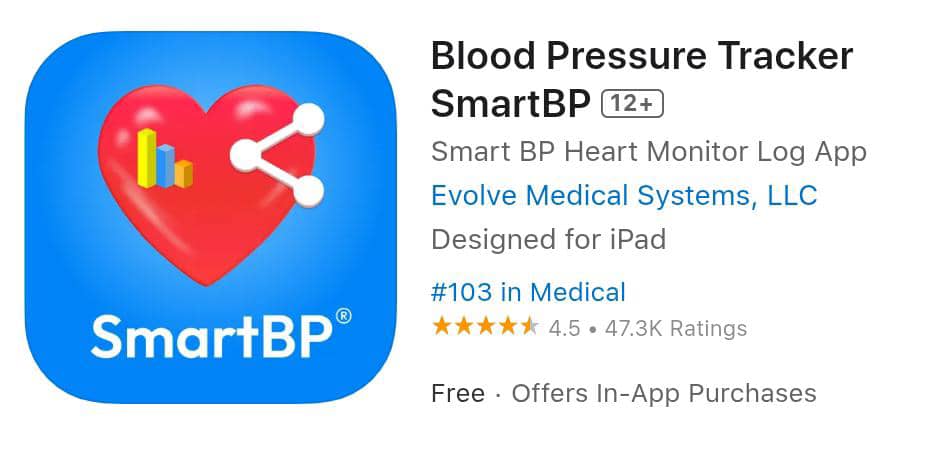 Blood Pressure Tracker
SmartBP 12+
Smart BP Heart Monitor Log App
Evolve Medical Systems, LLC
Designed for iPad
#103 in Medical
4.5 • 47.3K Ratings
Free · Offers In-App Purchases
SmartBP®